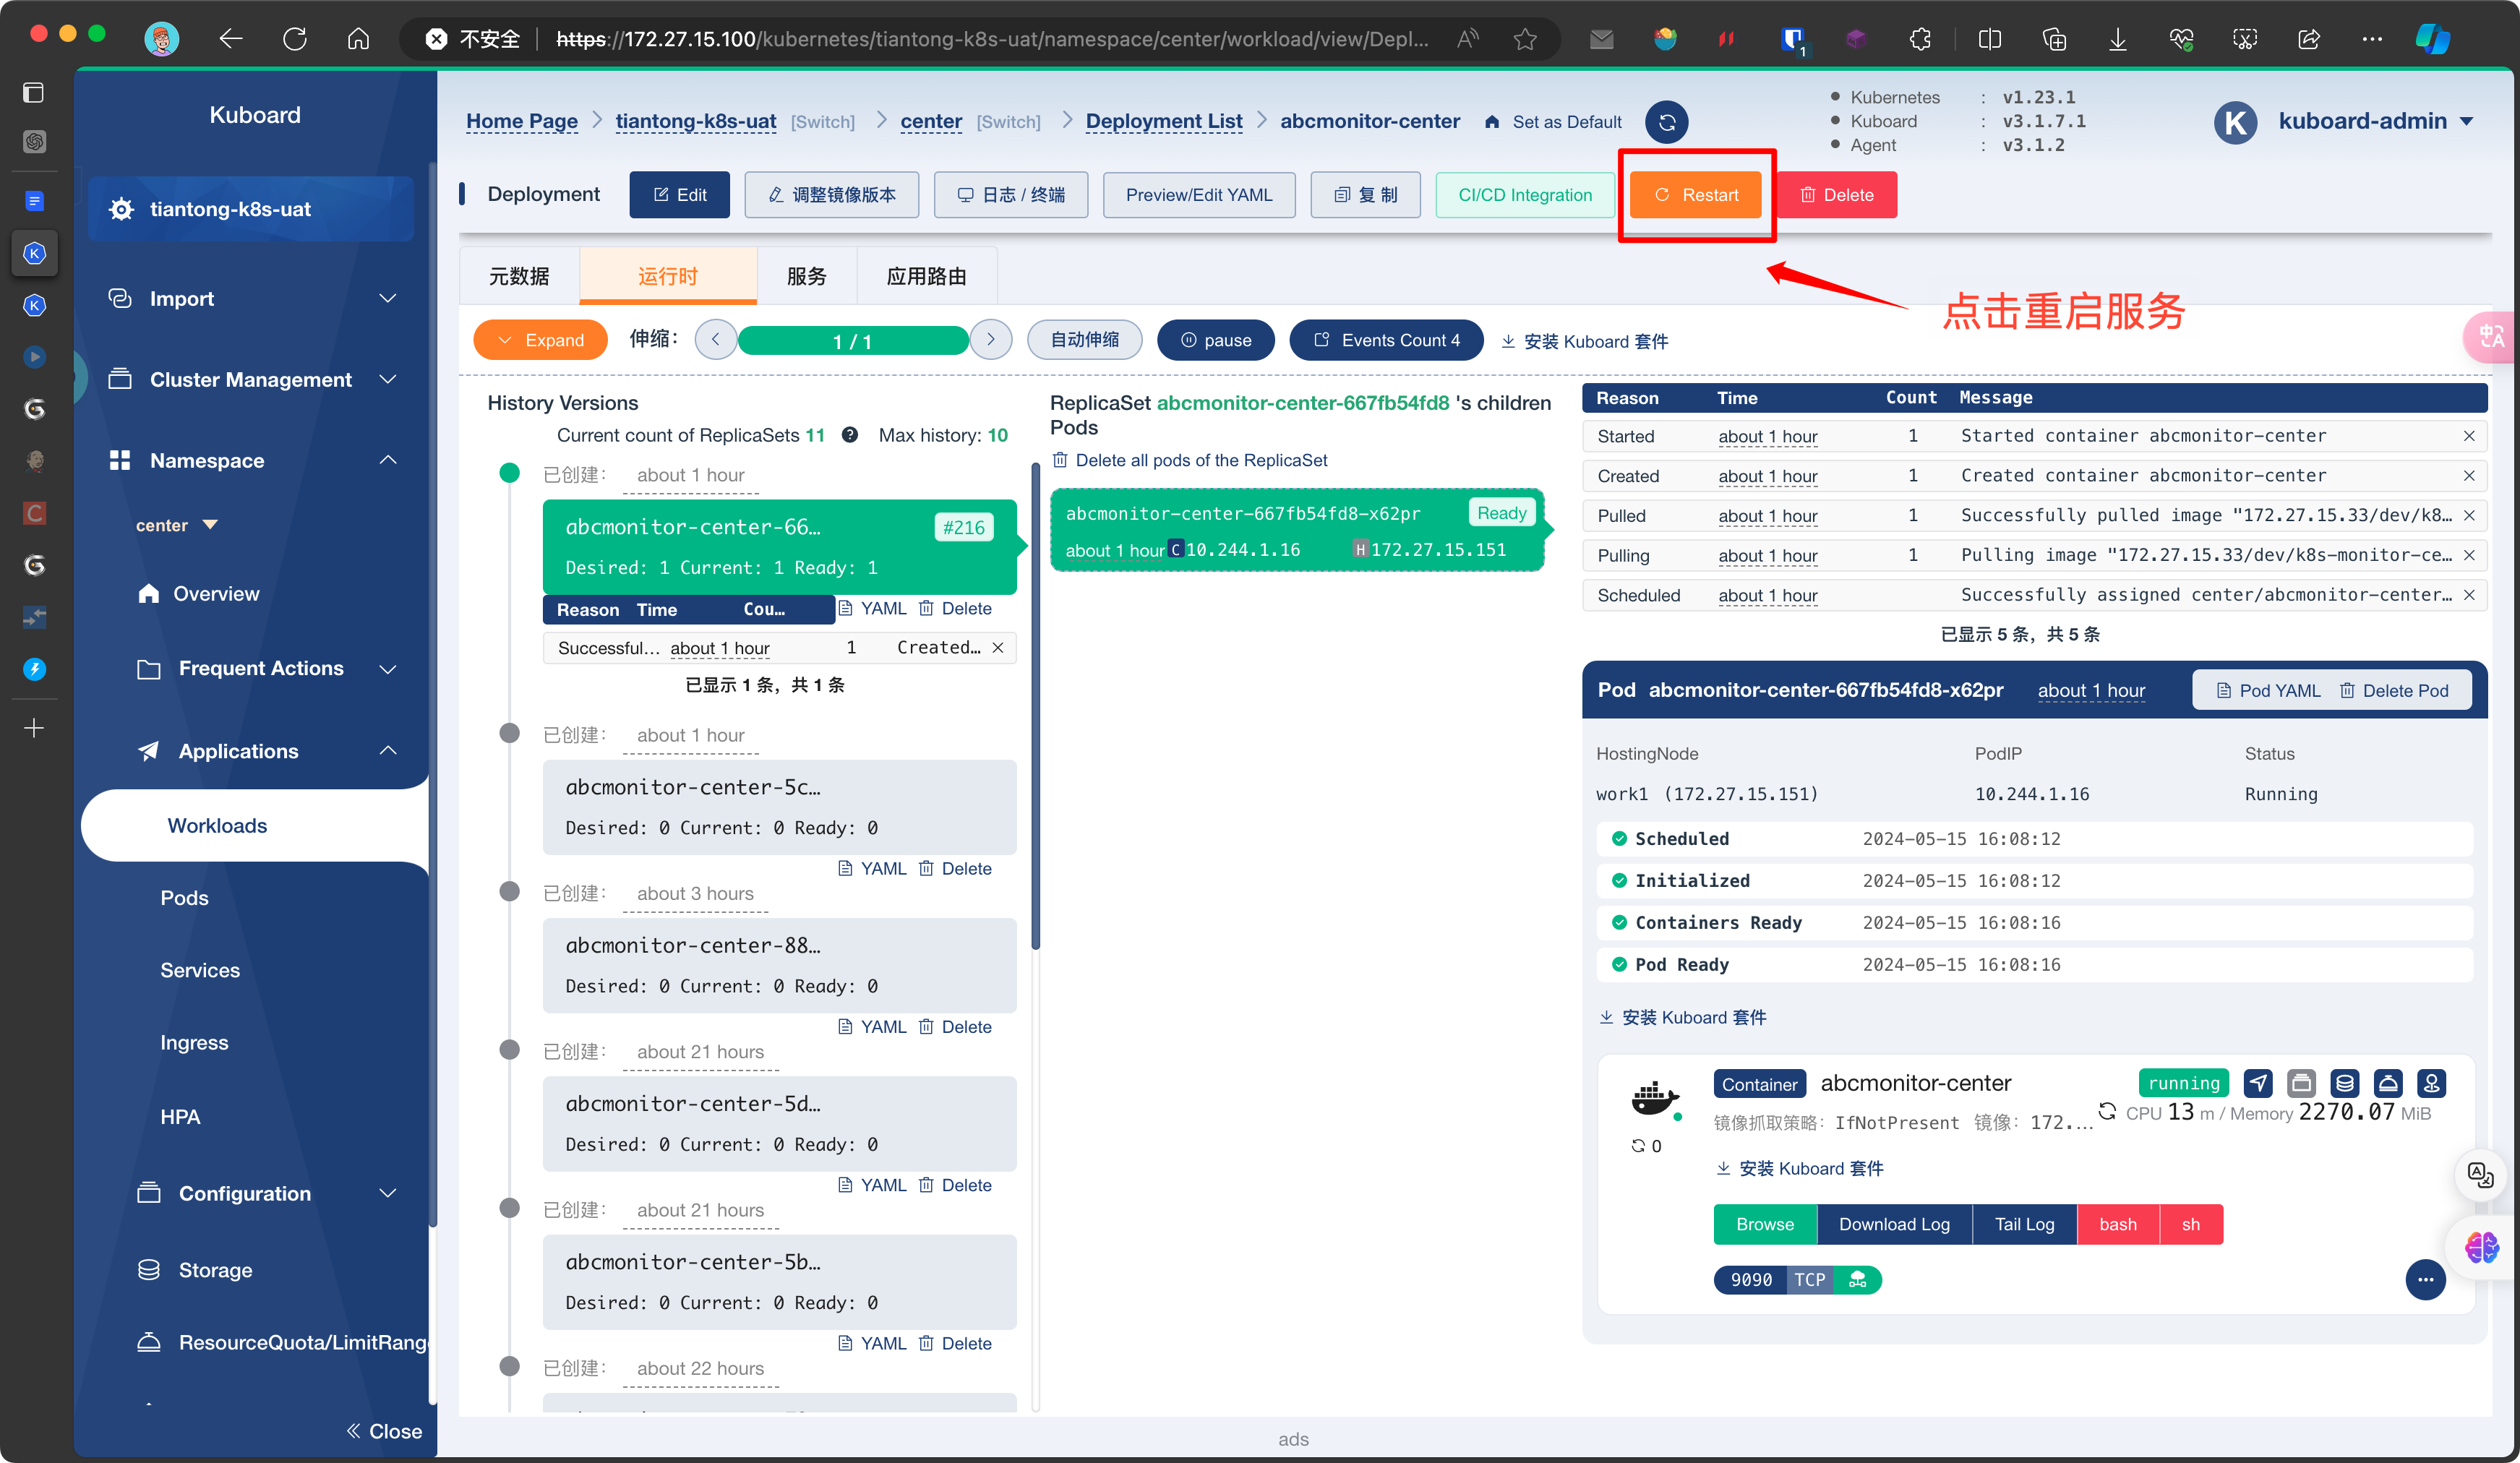 不安全 https://172.27.15.100/kubernetes/tiantong-k8s-uat/namespace/center/workload/view/Depl...
1
Kuboard
tiantong-k8s-uat
Import
Cluster Management
Namespace
center
Overview
Frequent Actions
Applications
Workloads
Pods
Services
Ingress
HPA
Configuration
Storage
ResourceQuota/LimitRange
Close
Home Page > tiantong-k8s-uat [Switch] > center [Switch] > Deployment List > abcmonitor-center Set as Default
Kubernetes : v1.23.1
Kuboard : v3.1.7.1
Agent : v3.1.2
K kuboard-admin
Deployment Edit 调整镜像版本 日志 / 终端 Preview/Edit YAML 复 制 CI/CD Integration Restart Delete
点击重启服务
元数据 运行时 服务 应用路由
Expand 伸缩: 1 / 1 自动伸缩 pause Events Count 4 安装 Kuboard 套件
History Versions
Current count of ReplicaSets 11 Max history: 10
已创建: about 1 hour
abcmonitor-center-66... #216
Desired: 1 Current: 1 Ready: 1
Reason Time Cou... YAML Delete
Successful... about 1 hour 1 Created...
已显示 1 条, 共 1 条
已创建: about 1 hour
abcmonitor-center-5c...
Desired: 0 Current: 0 Ready: 0
YAML Delete
已创建: about 3 hours
abcmonitor-center-88...
Desired: 0 Current: 0 Ready: 0
YAML Delete
已创建: about 21 hours
abcmonitor-center-5d...
Desired: 0 Current: 0 Ready: 0
YAML Delete
已创建: about 21 hours
abcmonitor-center-5b...
Desired: 0 Current: 0 Ready: 0
YAML Delete
已创建: about 22 hours
ReplicaSet abcmonitor-center-667fb54fd8 's children
Pods
Delete all pods of the ReplicaSet
abcmonitor-center-667fb54fd8-x62pr Ready
about 1 hour C 10.244.1.16 H 172.27.15.151
Reason Time Count Message
Started about 1 hour 1 Started container abcmonitor-center
Created about 1 hour 1 Created container abcmonitor-center
Pulled about 1 hour 1 Successfully pulled image "172.27.15.33/dev/k8...
Pulling about 1 hour 1 Pulling image "172.27.15.33/dev/k8s-monitor-ce...
Scheduled about 1 hour Successfully assigned center/abcmonitor-center...
已显示 5 条, 共 5 条
Pod abcmonitor-center-667fb54fd8-x62pr about 1 hour Pod YAML Delete Pod
HostingNode PodIP Status
work1 (172.27.15.151) 10.244.1.16 Running
Scheduled 2024-05-15 16:08:12
Initialized 2024-05-15 16:08:12
Containers Ready 2024-05-15 16:08:16
Pod Ready 2024-05-15 16:08:16
安装 Kuboard 套件
Container abcmonitor-center running
镜像抓取策略: IfNotPresent 镜像: 172.... CPU 13 m / Memory 2270.07 MiB
0
安装 Kuboard 套件
Browse Download Log Tail Log bash sh
9090 TCP
ads